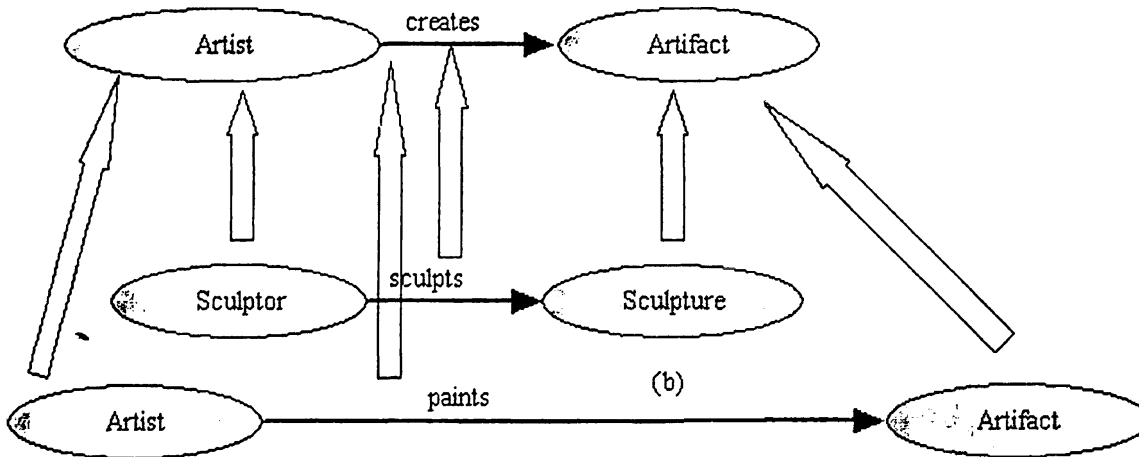 creates
Artist
Artifact
sculpts
Sculptor
Sculpture
(b)
paints
Artist
Artifact